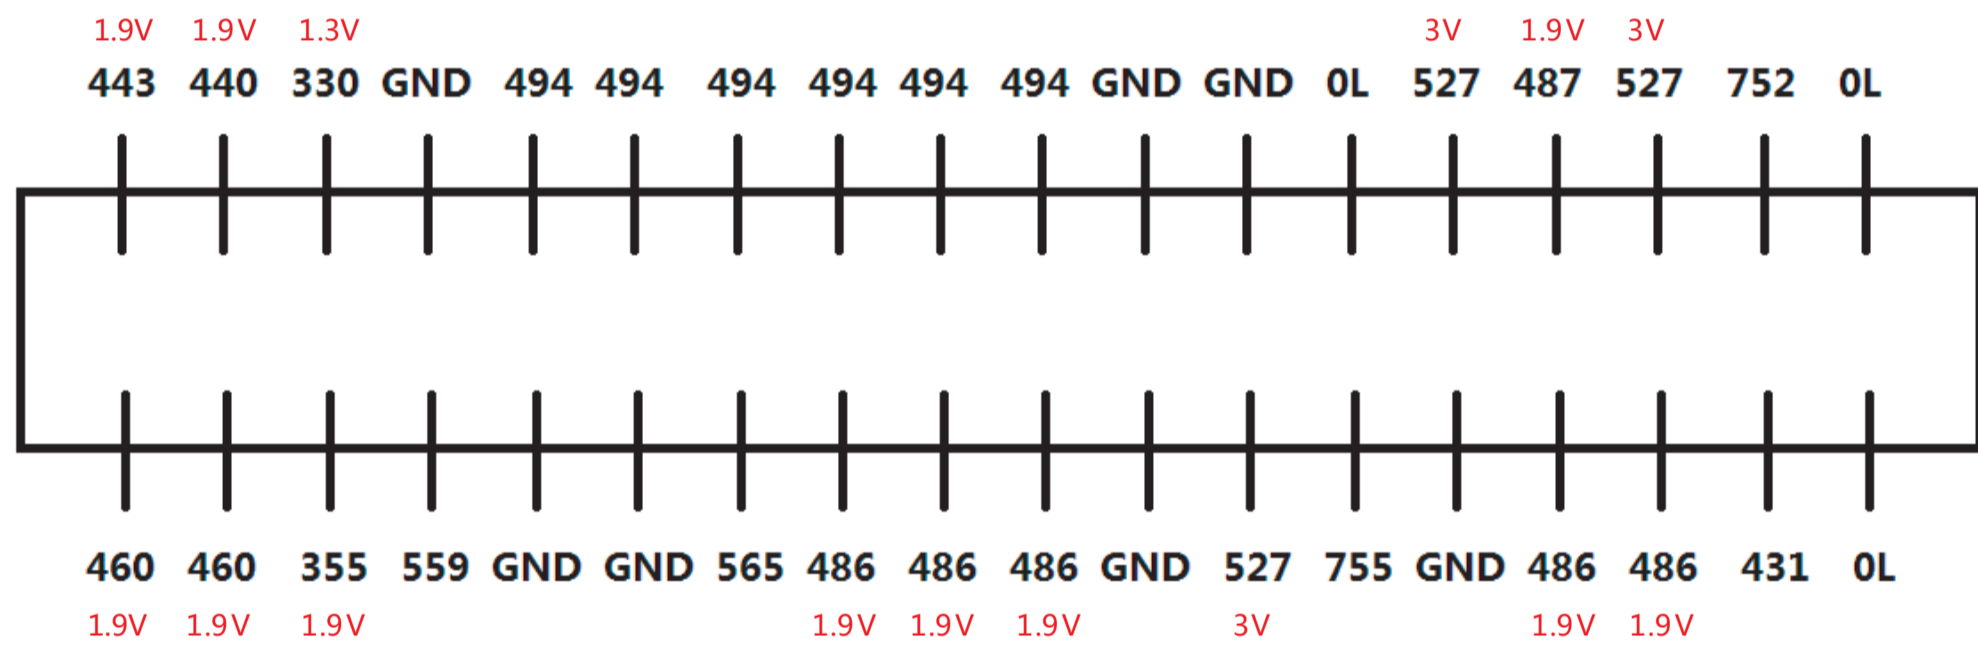 1.9V 1.9V 1.3V 3V 1.9V 3V
443 440 330 GND 494 494 494 494 494 494 GND GND 0L 527 487 527 752 0L
460 460 355 559 GND GND 565 486 486 486 GND 527 755 GND 486 486 431 0L
1.9V 1.9V 1.9V 1.9V 1.9V 1.9V 3V 1.9V 1.9V